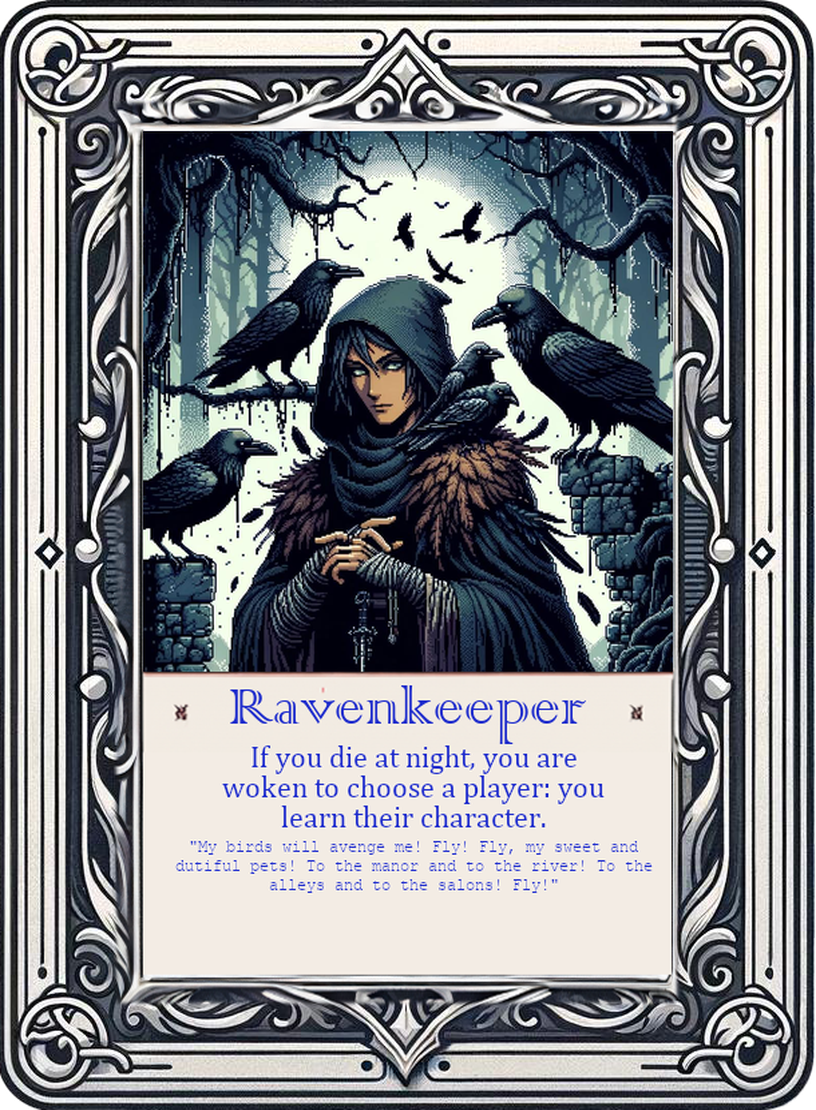 Ravenkeeper
If you die at night, you are
woken to choose a player: you
learn their character.
"My birds will avenge me! Fly! Fly, my sweet and
dutiful pets! To the manor and to the river! To the
alleys and to the salons! Fly!"